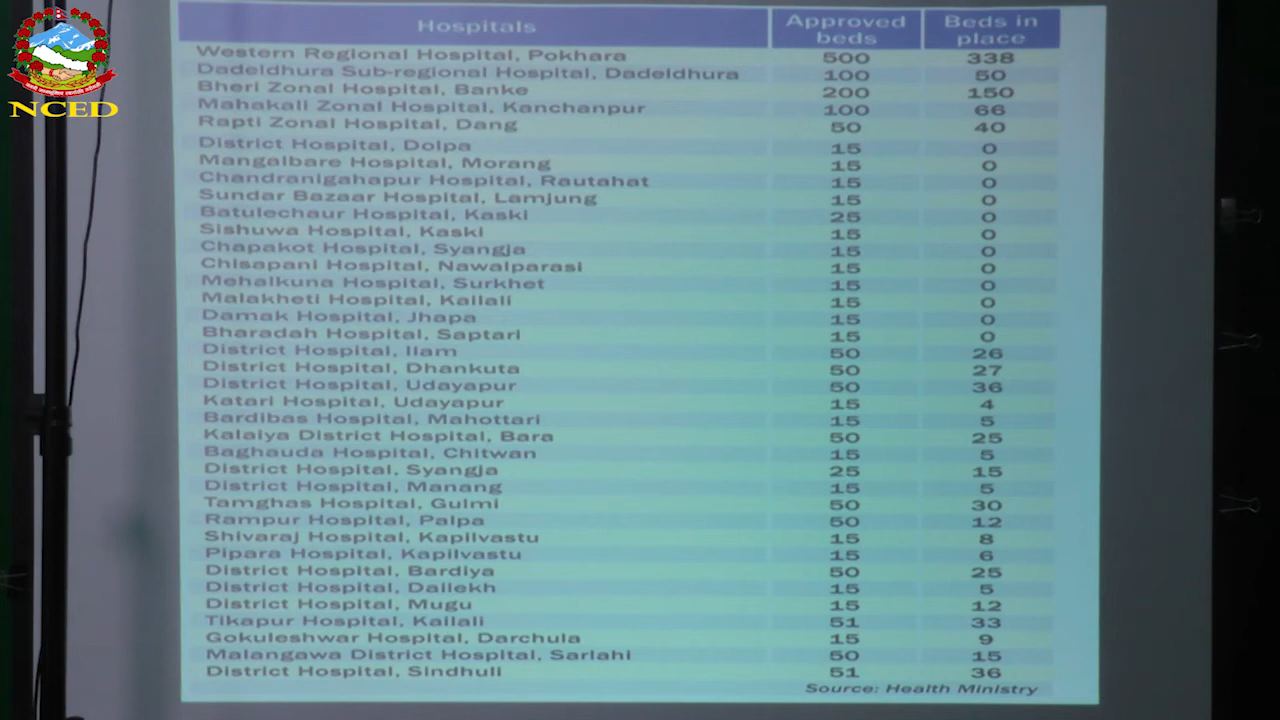 NCED
Hospitals Approved beds Beds in place
Western Regional Hospital, Pokhara 500 338
Dadeldhura Sub-regional Hospital, Dadeldhura 100 50
Bheri Zonal Hospital, Banke 200 150
Mahakali Zonal Hospital, Kanchanpur 100 66
Rapti Zonal Hospital, Dang 50 40
District Hospital, Dolpa 15 0
Mangalbare Hospital, Morang 15 0
Chandranigahapur Hospital, Rautahat 15 0
Sundar Bazaar Hospital, Lamjung 15 0
Batulechaur Hospital, Kaski 25 0
Sishuwa Hospital, Kaski 15 0
Chapakot Hospital, Syangja 15 0
Chisapani Hospital, Nawalparasi 15 0
Mehalkuna Hospital, Surkhet 15 0
Malakheti Hospital, Kailali 15 0
Damak Hospital, Jhapa 15 0
Bharadah Hospital, Saptari 15 0
District Hospital, Ilam 50 26
District Hospital, Dhankuta 50 27
District Hospital, Udayapur 50 36
Katari Hospital, Udayapur 15 4
Bardibas Hospital, Mahottari 15 5
Kalaiya District Hospital, Bara 50 25
Baghauda Hospital, Chitwan 15 5
District Hospital, Syangja 25 15
District Hospital, Manang 15 5
Tamghas Hospital, Gulmi 50 30
Rampur Hospital, Palpa 50 12
Shivaraj Hospital, Kapilvastu 15 8
Pipara Hospital, Kapilvastu 15 6
District Hospital, Bardiya 50 25
District Hospital, Dailekh 15 5
District Hospital, Mugu 15 12
Tikapur Hospital, Kailali 51 33
Gokuleshwar Hospital, Darchula 15 9
Malangawa District Hospital, Sarlahi 50 15
District Hospital, Sindhuli 51 36
Source: Health Ministry